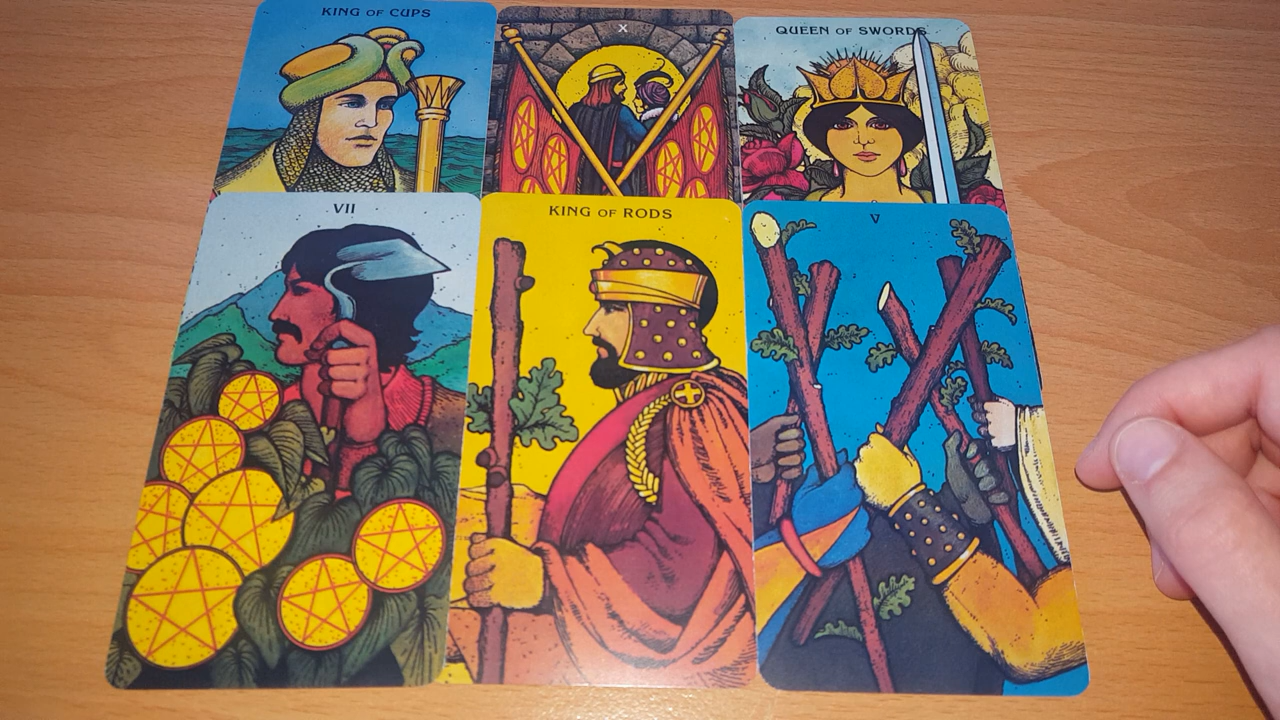 KING OF CUPS
X
QUEEN OF SWORDS
VII
KING OF RODS
V